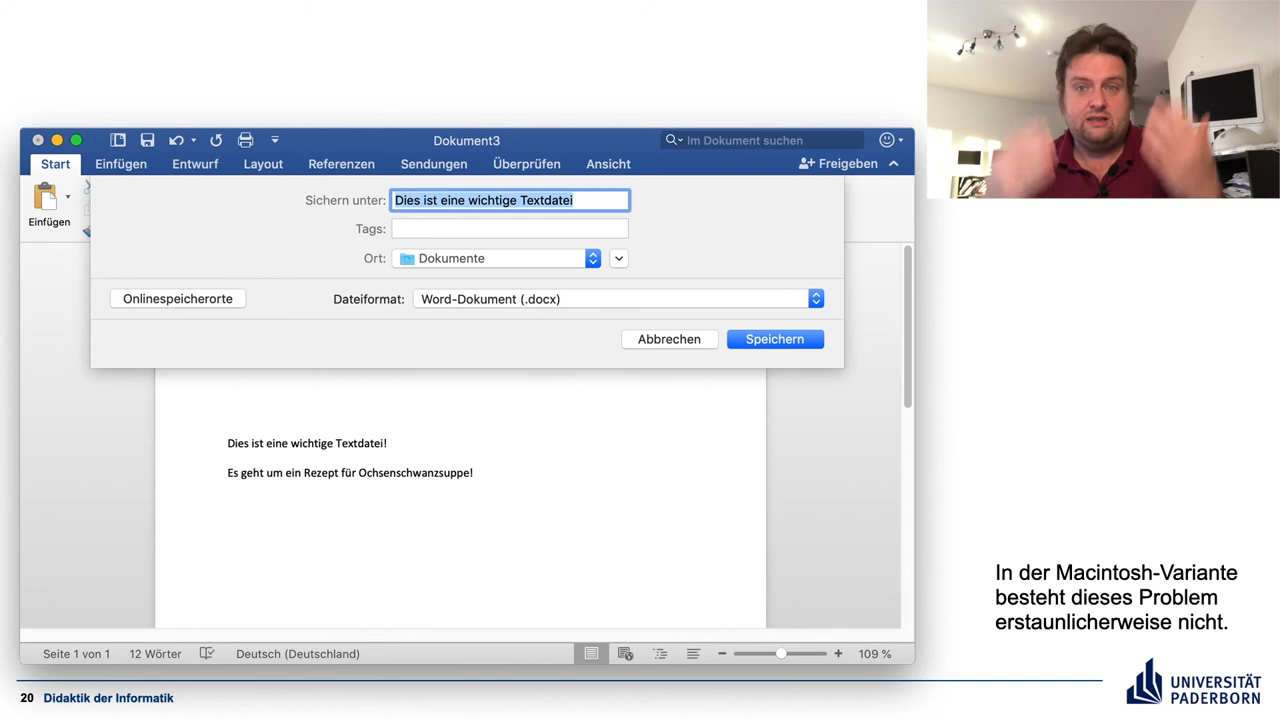 Dokument3
Im Dokument suchen
Start Einfügen Entwurf Layout Referenzen Sendungen Überprüfen Ansicht Freigeben
Einfügen
Sichern unter: Dies ist eine wichtige Textdatei
Tags:
Ort: Dokumente
Onlinespeicherorte Dateiformat: Word-Dokument (.docx)
Abbrechen Speichern
Dies ist eine wichtige Textdatei!
Es geht um ein Rezept für Ochsenschwanzsuppe!
In der Macintosh-Variante
besteht dieses Problem
erstaunlicherweise nicht.
Seite 1 von 1 12 Wörter Deutsch (Deutschland) 109 %
20 Didaktik der Informatik
UNIVERSITÄT
PADERBORN